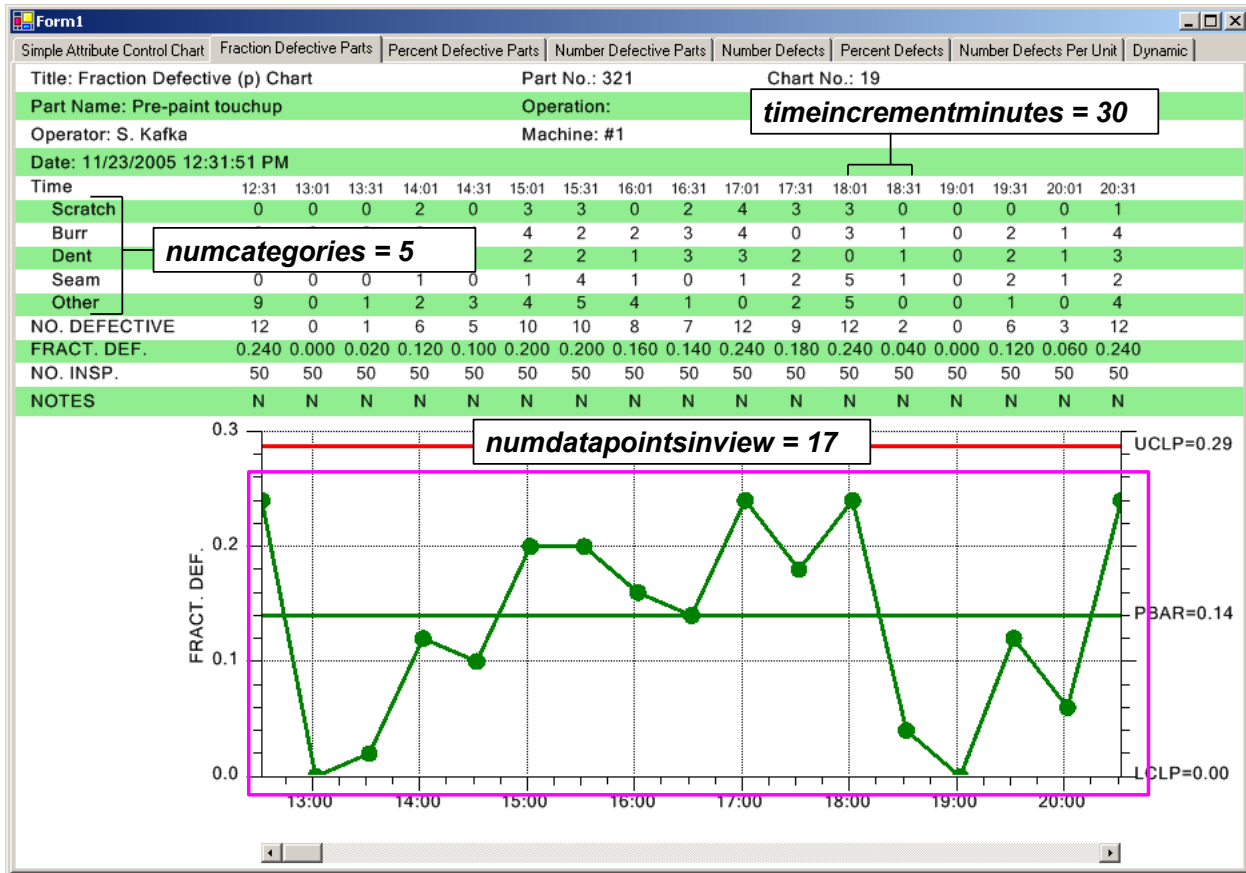 Form1
Simple Attribute Control Chart Fraction Defective Parts Percent Defective Parts Number Defective Parts Number Defects Percent Defects Number Defects Per Unit Dynamic
Title: Fraction Defective (p) Chart Part No.: 321 Chart No.: 19
Part Name: Pre-paint touchup Operation:
timeincrementminutes = 30
Operator: S. Kafka Machine: #1
Date: 11/23/2005 12:31:51 PM
Time 12:31 13:01 13:31 14:01 14:31 15:01 15:31 16:01 16:31 17:01 17:31 18:01 18:31 19:01 19:31 20:01 20:31
Scratch 0 0 0 2 0 3 3 0 2 4 3 3 0 0 0 0 1
Burr 4 2 2 3 4 0 3 1 0 2 1 4
numcategories = 5
Dent 2 2 1 3 3 2 0 1 0 2 1 3
Seam 0 0 0 1 0 1 4 1 0 1 2 5 1 0 2 1 2
Other 9 0 1 2 3 4 5 4 1 0 2 5 0 0 1 0 4
NO. DEFECTIVE 12 0 1 6 5 10 10 8 7 12 9 12 2 0 6 3 12
FRACT. DEF. 0.240 0.000 0.020 0.120 0.100 0.200 0.200 0.160 0.140 0.240 0.180 0.240 0.040 0.000 0.120 0.060 0.240
NO. INSP. 50 50 50 50 50 50 50 50 50 50 50 50 50 50 50 50 50
NOTES N N N N N N N N N N N N N N N N N
0.3
numdatapointsinview = 17
UCLP=0.29
0.2
FRACT. DEF.
PBAR=0.14
0.1
0.0
LCLP=0.00
13:00 14:00 15:00 16:00 17:00 18:00 19:00 20:00